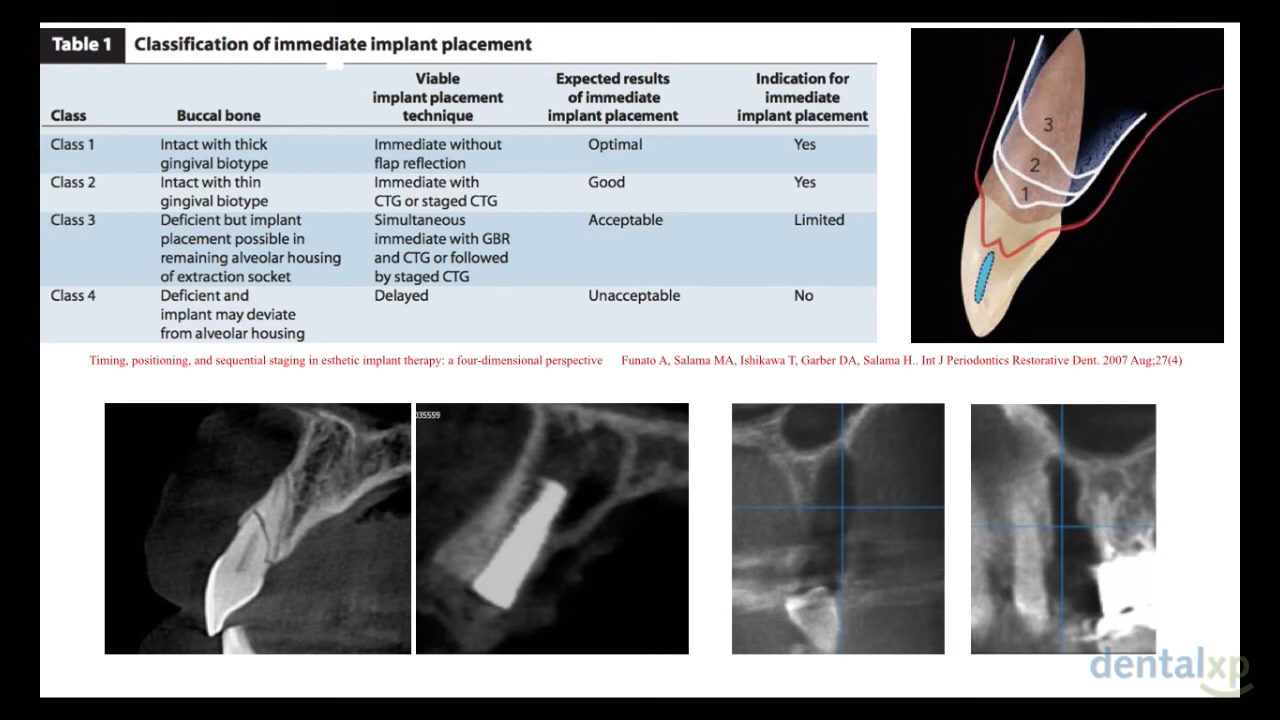 Table 1 Classification of immediate implant placement
Class Buccal bone Viable implant placement technique Expected results of immediate implant placement Indication for immediate implant placement
Class 1 Intact with thick gingival biotype Immediate without flap reflection Optimal Yes
Class 2 Intact with thin gingival biotype Immediate with CTG or staged CTG Good Yes
Class 3 Deficient but implant placement possible in remaining alveolar housing of extraction socket Simultaneous immediate with GBR and CTG or followed by staged CTG Acceptable Limited
Class 4 Deficient and implant may deviate from alveolar housing Delayed Unacceptable No
3
2
1
Timing, positioning, and sequential staging in esthetic implant therapy: a four-dimensional perspective Funato A, Salama MA, Ishikawa T, Garber DA, Salama H.. Int J Periodontics Restorative Dent. 2007 Aug;27(4)
035559
dentalxp